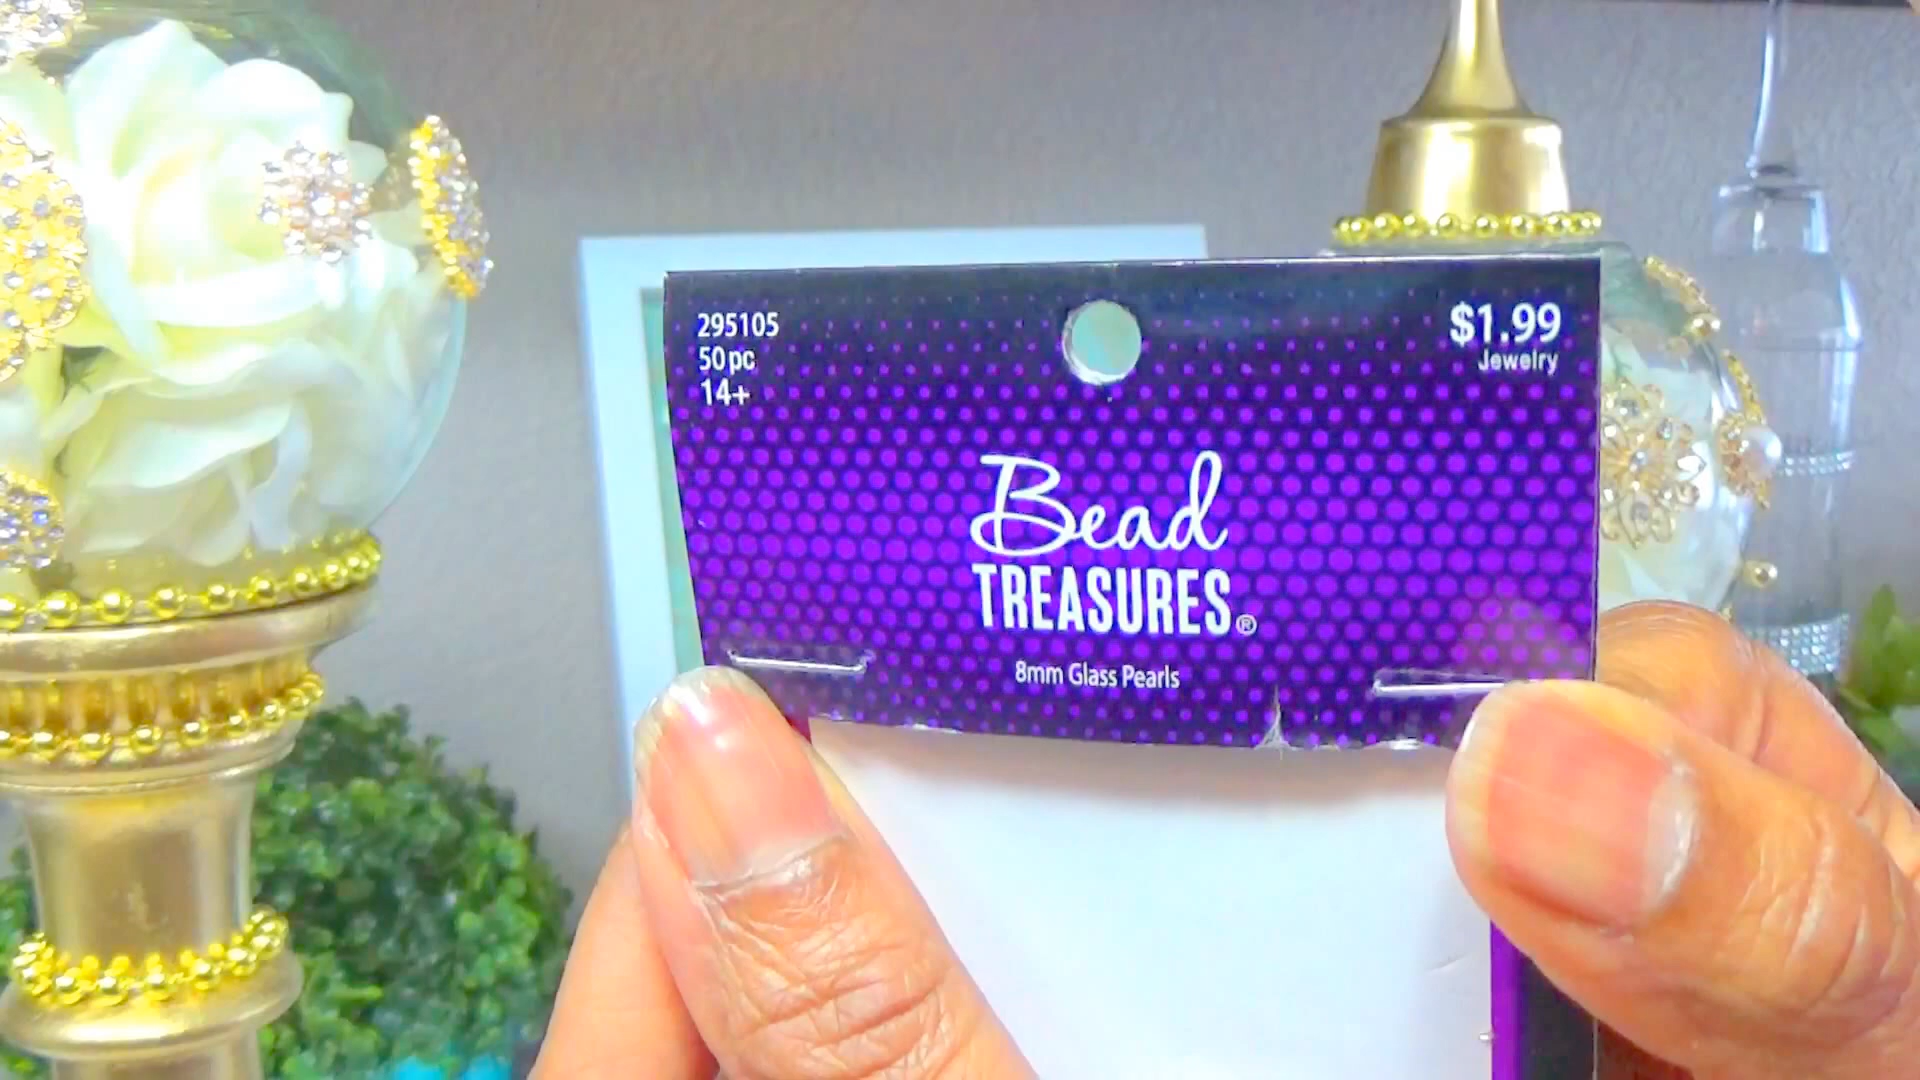 295105
50 pc
14+
$1.99
Jewelry
Bead
TREASURES®
8mm Glass Pearls